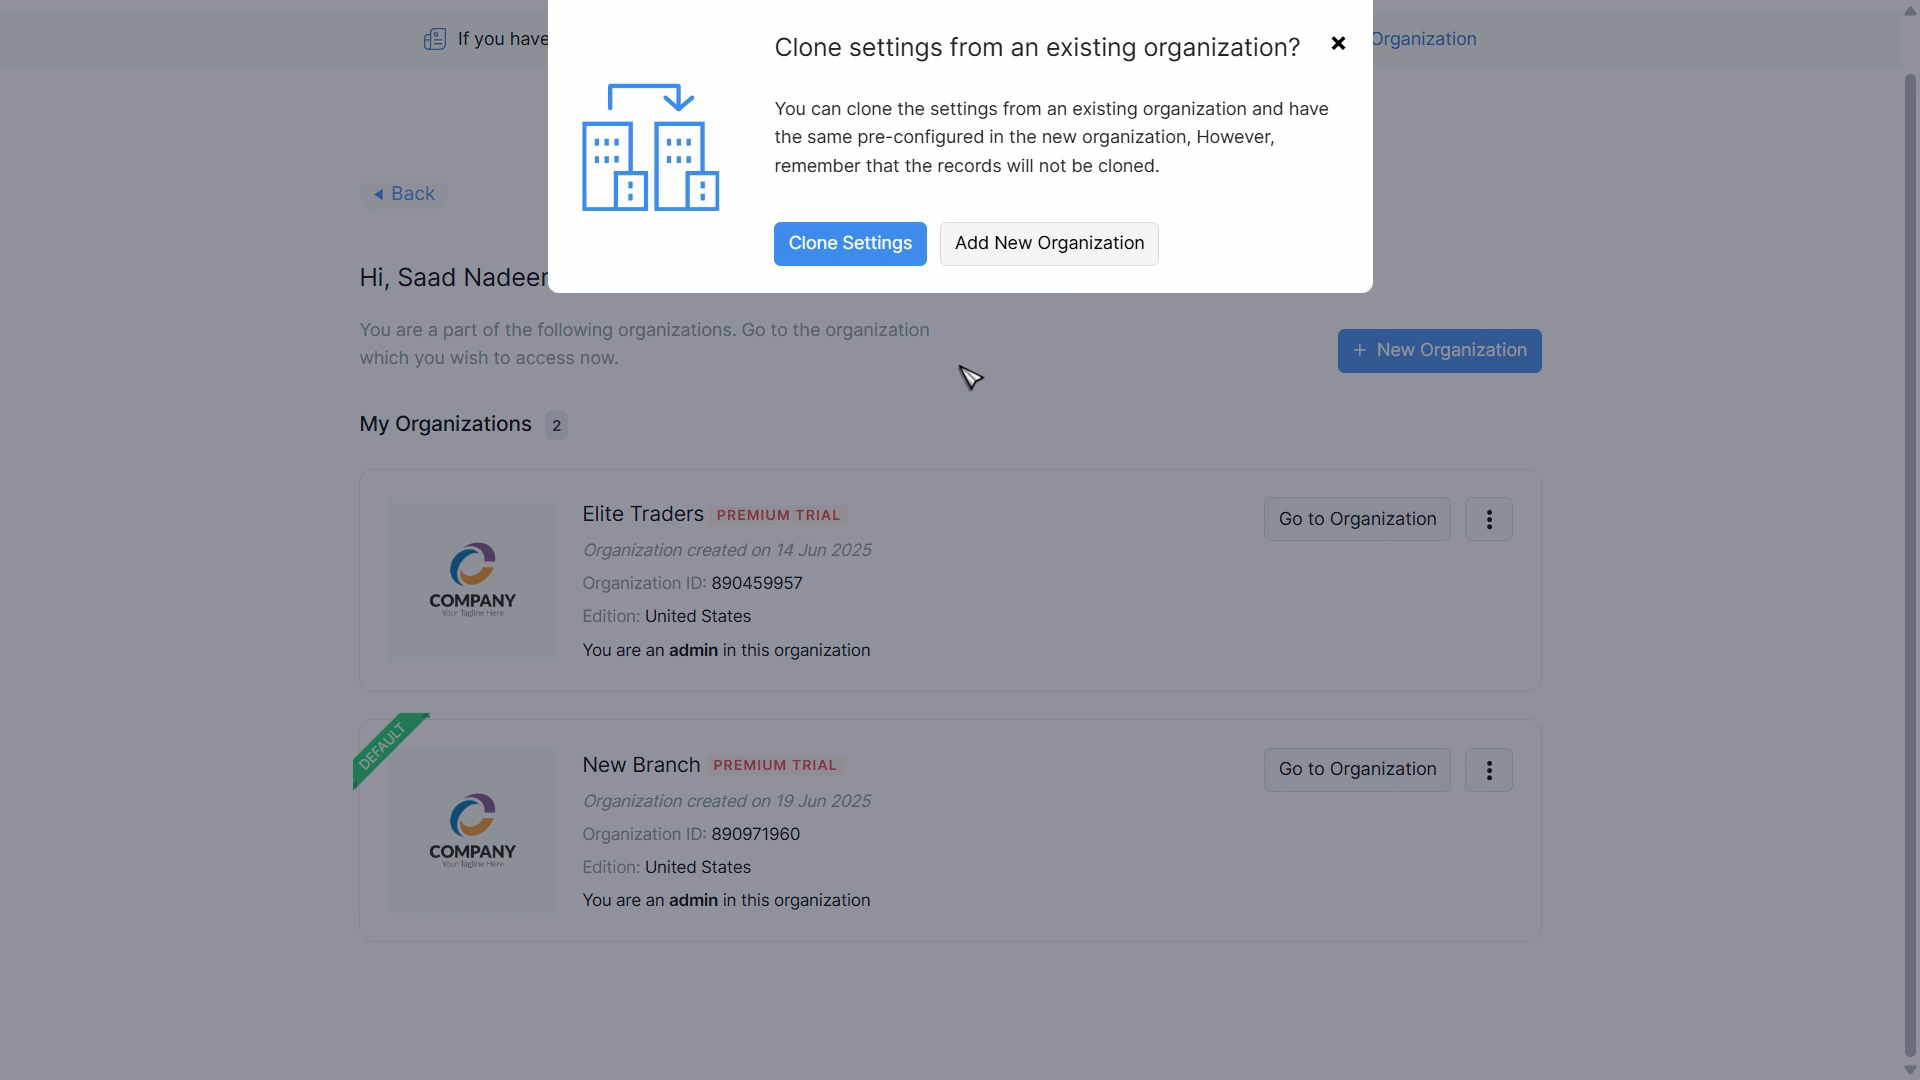 If you have
Organization
Clone settings from an existing organization?
You can clone the settings from an existing organization and have
the same pre-configured in the new organization, However,
remember that the records will not be cloned.
Clone Settings
Add New Organization
Back
Hi, Saad Nadeer
You are a part of the following organizations. Go to the organization
which you wish to access now.
+ New Organization
My Organizations 2
Elite Traders PREMIUM TRIAL
Organization created on 14 Jun 2025
Organization ID: 890459957
Edition: United States
You are an admin in this organization
Go to Organization
COMPANY
Your Tagline Here
DEFAULT
New Branch PREMIUM TRIAL
Organization created on 19 Jun 2025
Organization ID: 890971960
Edition: United States
You are an admin in this organization
Go to Organization
COMPANY
Your Tagline Here